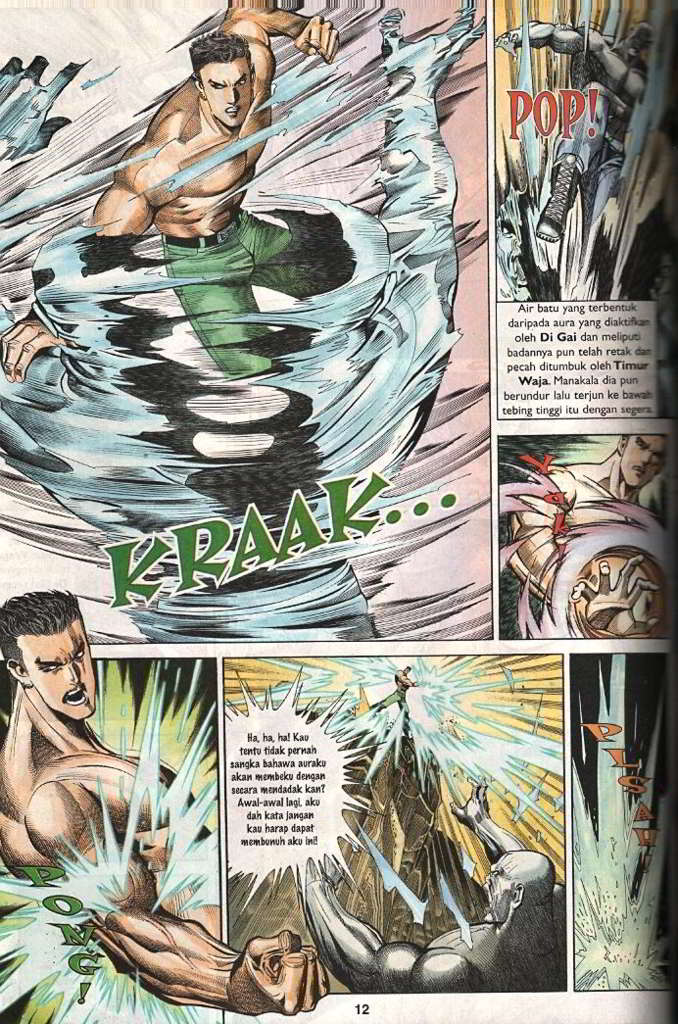 POP!
Air batu yang terbentuk
daripada aura yang diaktifkan
oleh Di Gai dan meliputi
badannya pun telah retak dan
pecah ditumbuk oleh Timur
Waja. Manakala dia pun
berundur lalu terjun ke bawah
tebing tinggi itu dengan segera.
KRAAK...
PONG!
Ha, ha, ha! Kau
tentu tidak pernah
sangka bahawa auraku
akan membeku dengan
secara mendadak kan?
Awal-awal lagi, aku
dah kata jangan
kau harap dapat
membunuh aku ini!
PLSAH
12